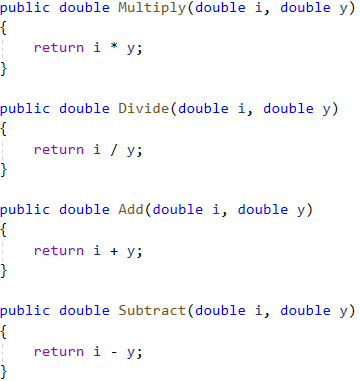 public double Multiply(double i, double y)
{
    return i * y;
}

public double Divide(double i, double y)
{
    return i / y;
}

public double Add(double i, double y)
{
    return i + y;
}

public double Subtract(double i, double y)
{
    return i - y;
}